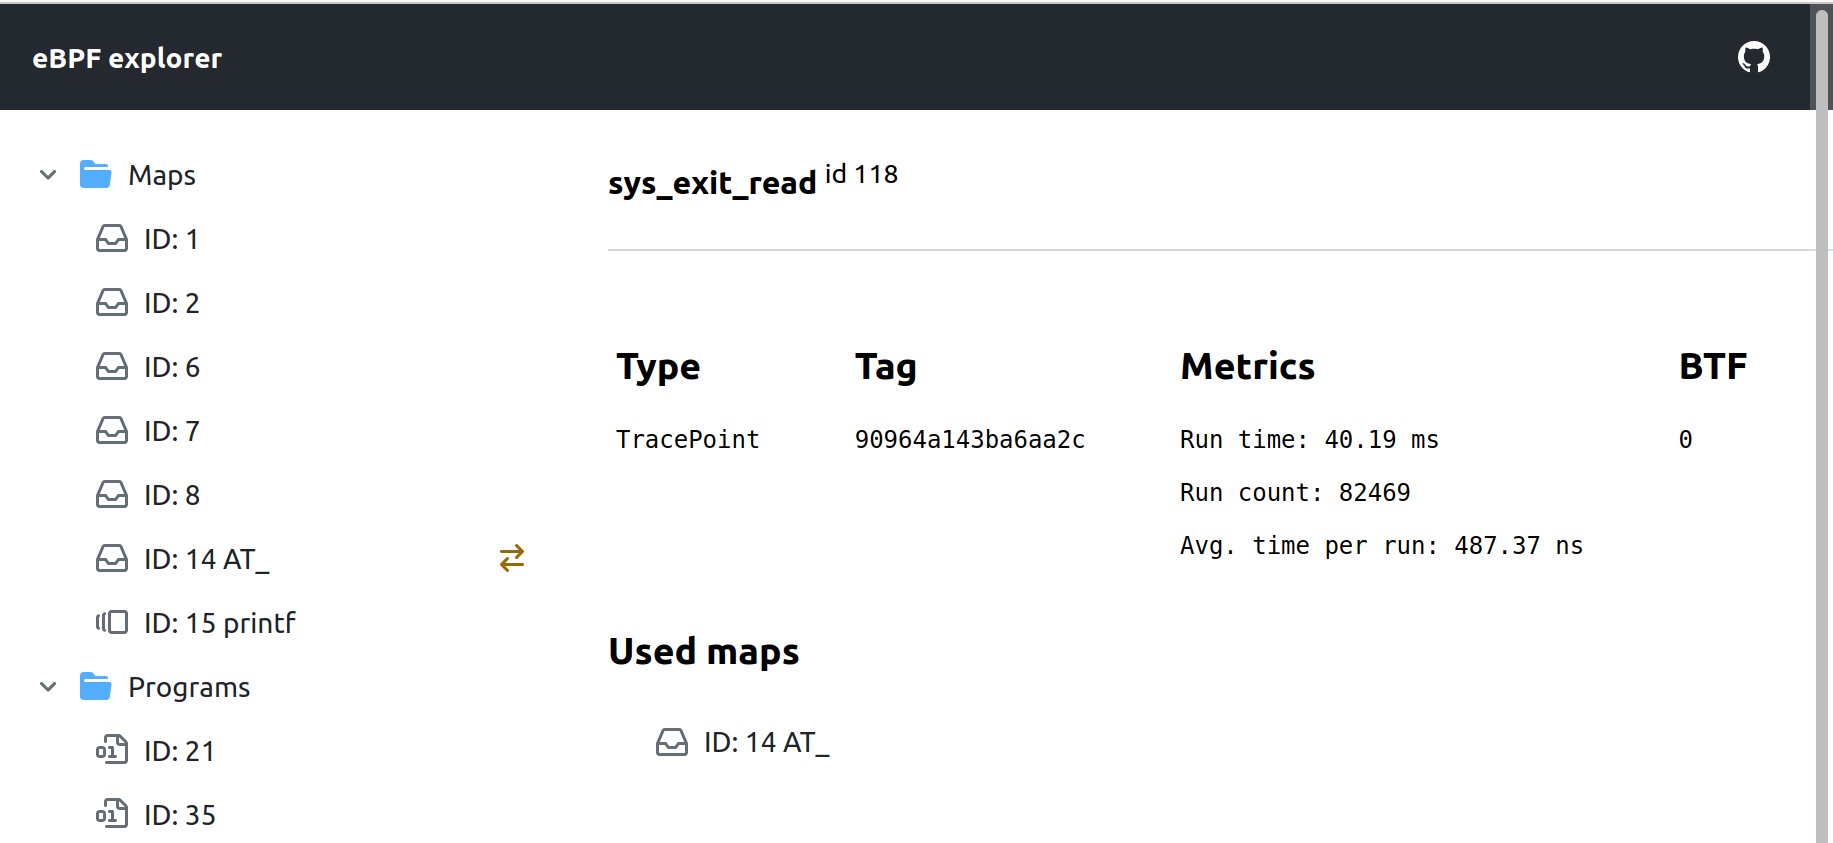 eBPF explorer
Maps
ID: 1
ID: 2
ID: 6
ID: 7
ID: 8
ID: 14 AT_
ID: 15 printf
Programs
ID: 21
ID: 35
sys_exit_read id 118
Type Tag Metrics BTF
TracePoint 90964a143ba6aa2c Run time: 40.19 ms 0
Run count: 82469
Avg. time per run: 487.37 ns
Used maps
ID: 14 AT_